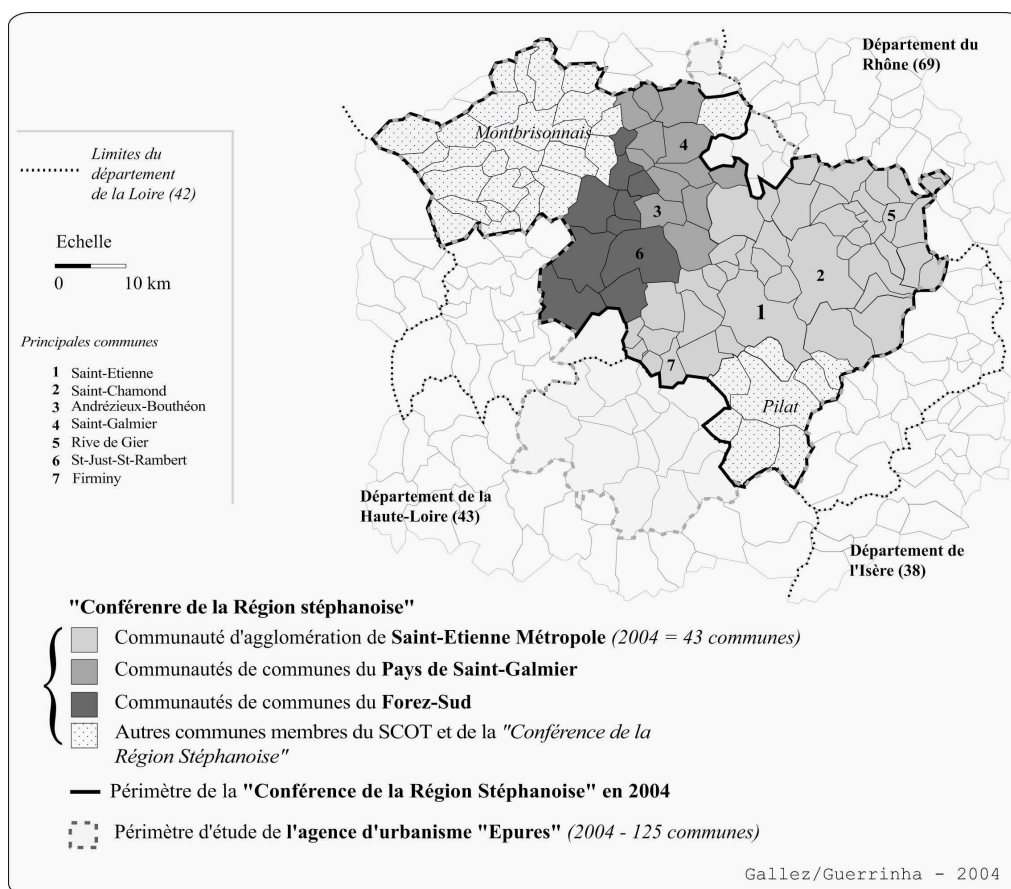 Département du
Rhône (69)
Montbrisonnais
Limites du
département
de la Loire (42)
Echelle
0 10 km
Principales communes
1 Saint-Etienne
2 Saint-Chamond
3 Andrézieux-Bouthéon
4 Saint-Galmier
5 Rive de Gier
6 St-Just-St-Rambert
7 Firminy
4
3
5
6
2
1
7
Pilat
Département de la
Haute-Loire (43)
Département de
l'Isère (38)
"Conférenre de la Région stéphanoise"
Communauté d'agglomération de Saint-Etienne Métropole (2004 = 43 communes)
Communautés de communes du Pays de Saint-Galmier
Communautés de communes du Forez-Sud
Autres communes membres du SCOT et de la "Conférence de la
Région Stéphanoise"
Périmètre de la "Conférence de la Région Stéphanoise" en 2004
Périmètre d'étude de l'agence d'urbanisme "Epures" (2004 - 125 communes)
Gallez/Guerrinha - 2004